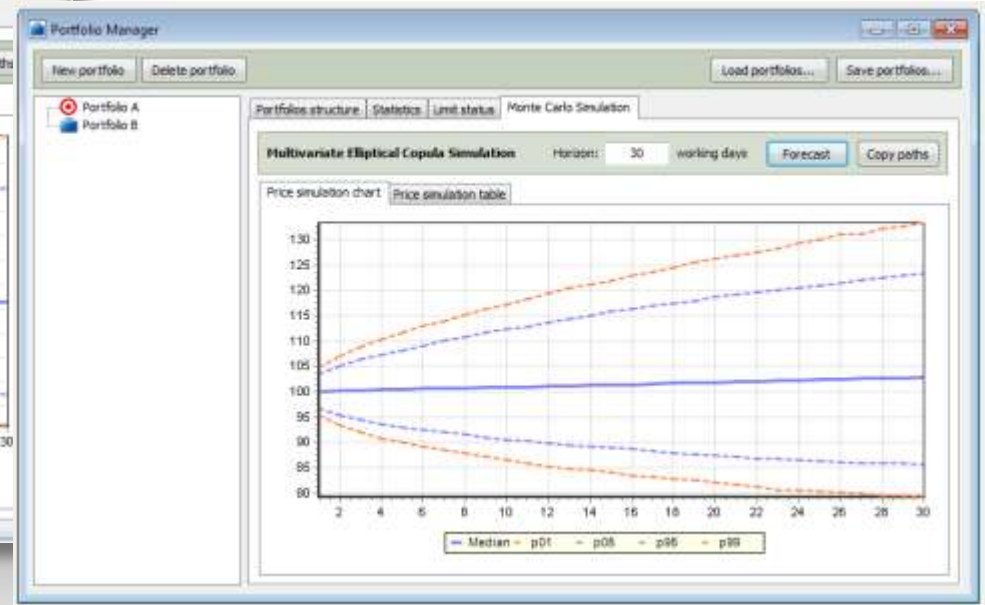 Portfolio Manager
New portfolio Delete portfolio Load portfolios... Save portfolios...
Portfolio A
Portfolio B
Portfolios structure Statistics Limit status Monte Carlo Simulation
Multivariate Elliptical Copula Simulation Horizon: 30 working days Forecast Copy paths
Price simulation chart Price simulation table
130
125
120
115
110
105
100
95
90
85
80
2 4 6 8 10 12 14 16 18 20 22 24 26 28 30
Median p01 p05 p95 p99
30